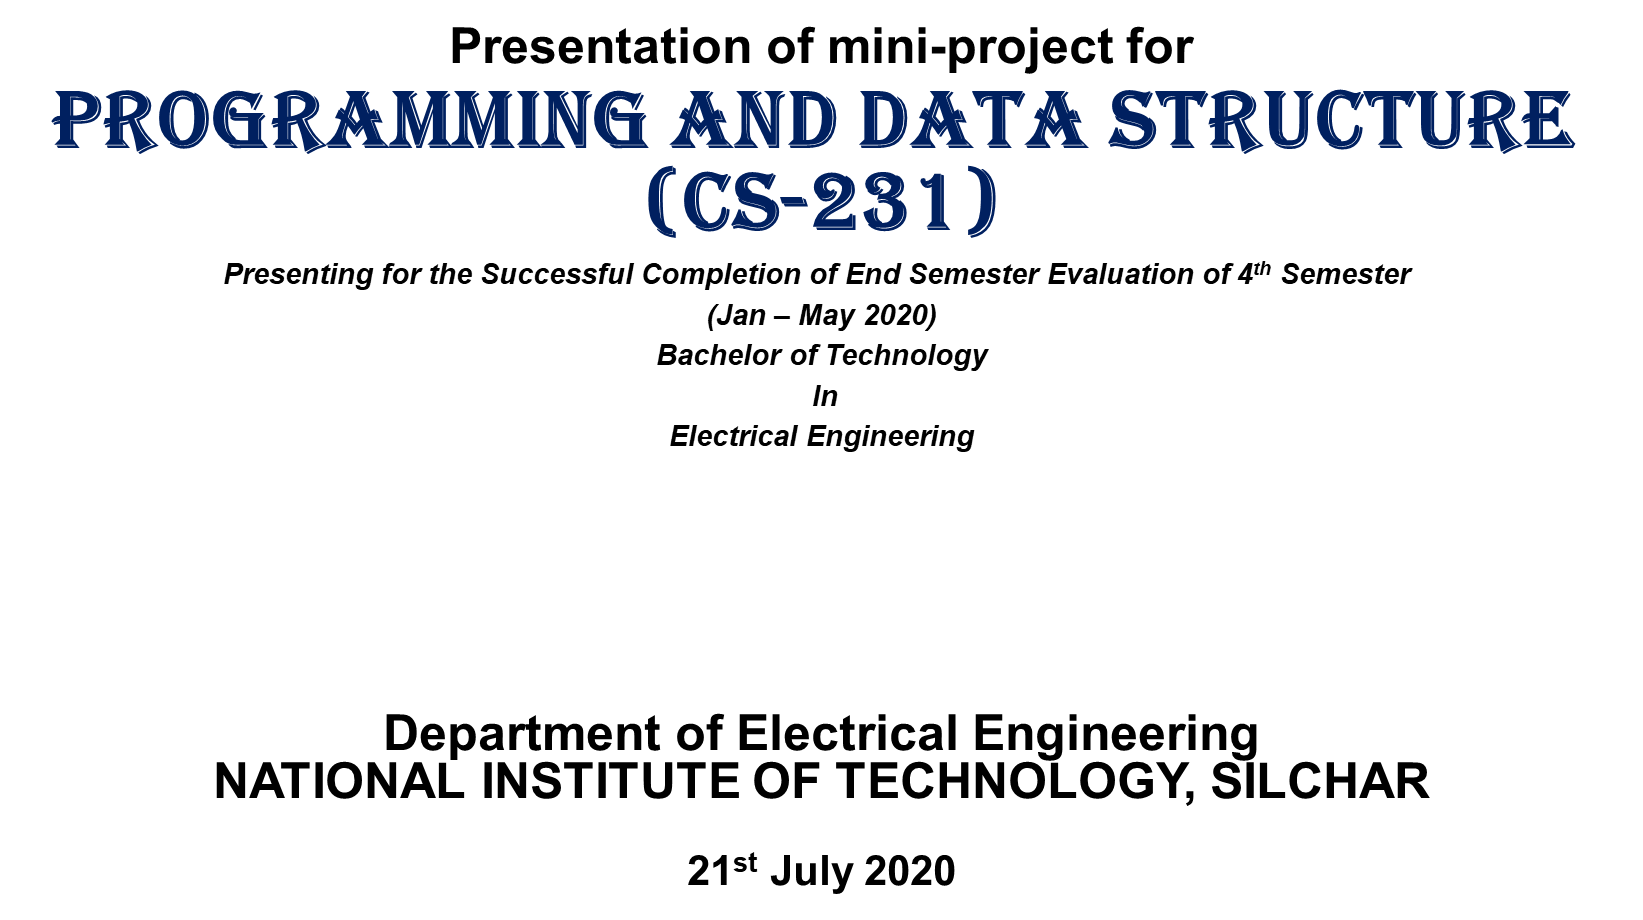 Presentation of mini-project for
PROGRAMMING AND DATA STRUCTURE
(CS-231)
Presenting for the Successful Completion of End Semester Evaluation of 4th Semester
(Jan – May 2020)
Bachelor of Technology
In
Electrical Engineering
Department of Electrical Engineering
NATIONAL INSTITUTE OF TECHNOLOGY, SILCHAR
21st July 2020